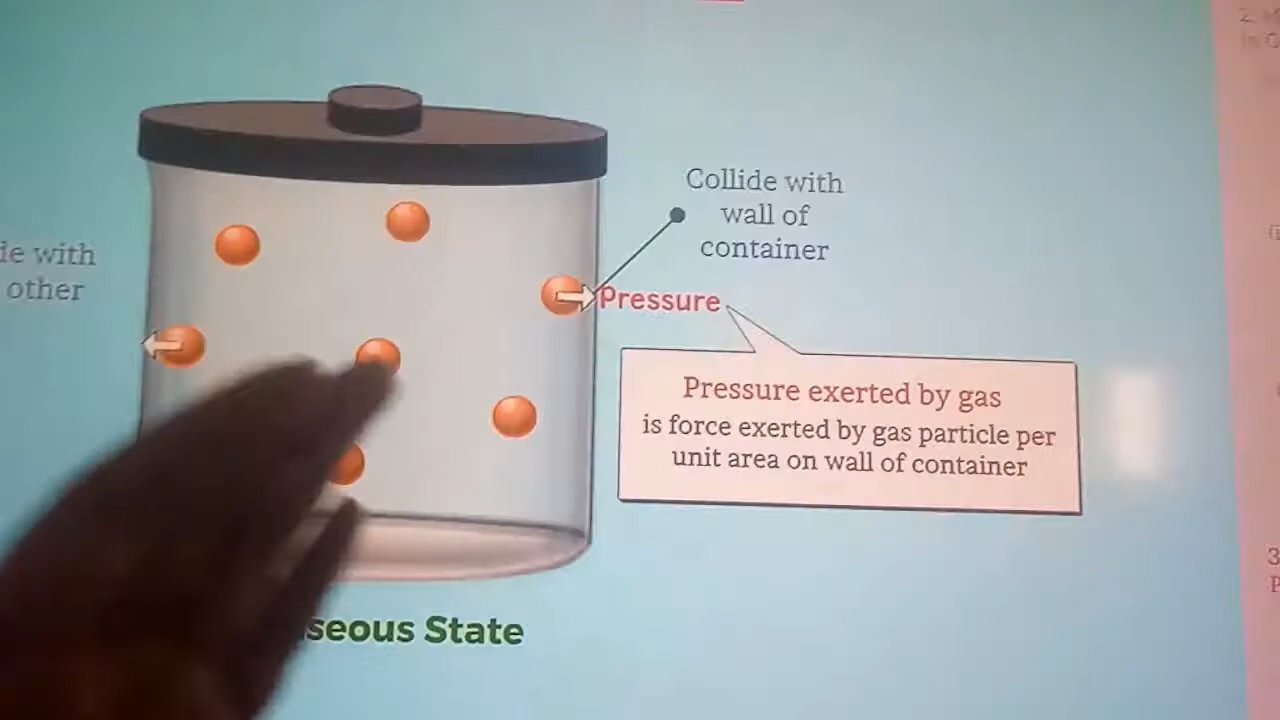 Collide with
wall of
container
de with
other
Pressure
Pressure exerted by gas
is force exerted by gas particle per
unit area on wall of container
seous State